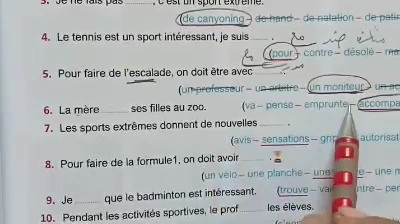 3. Je ne fais pas ........., c'est un sport extrême.
(de canyoning – de hand – de natation – de patin
4. Le tennis est un sport intéressant, je suis .....
مع
(pour – contre – désolé – ma
5. Pour faire de l'escalade, on doit être avec ..........
(un professeur – un arbitre – un moniteur – un ac
6. La mère ......... ses filles au zoo.
(va – pense – emprunte – accompa
7. Les sports extrêmes donnent de nouvelles ......... .
(avis – sensations – autorisat
8. Pour faire de la formule1, on doit avoir .........
(un vélo – une planche – une – une
9. Je ......... que le badminton est intéressant.
(trouve –
10. Pendant les activités sportives, le prof ......... les élèves.